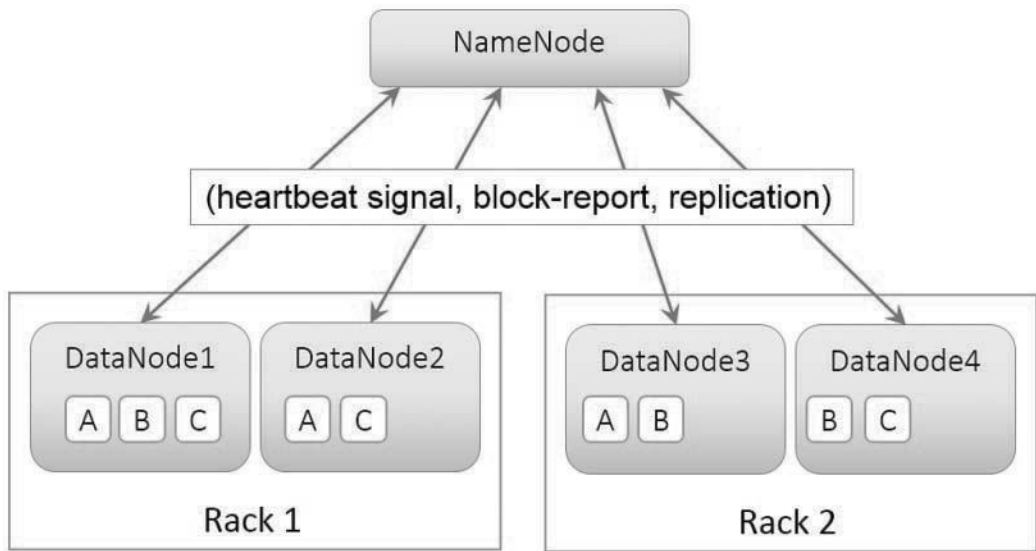 NameNode
(heartbeat signal, block-report, replication)
DataNode1 DataNode2 DataNode3 DataNode4
A B C A C A B B C
Rack 1 Rack 2